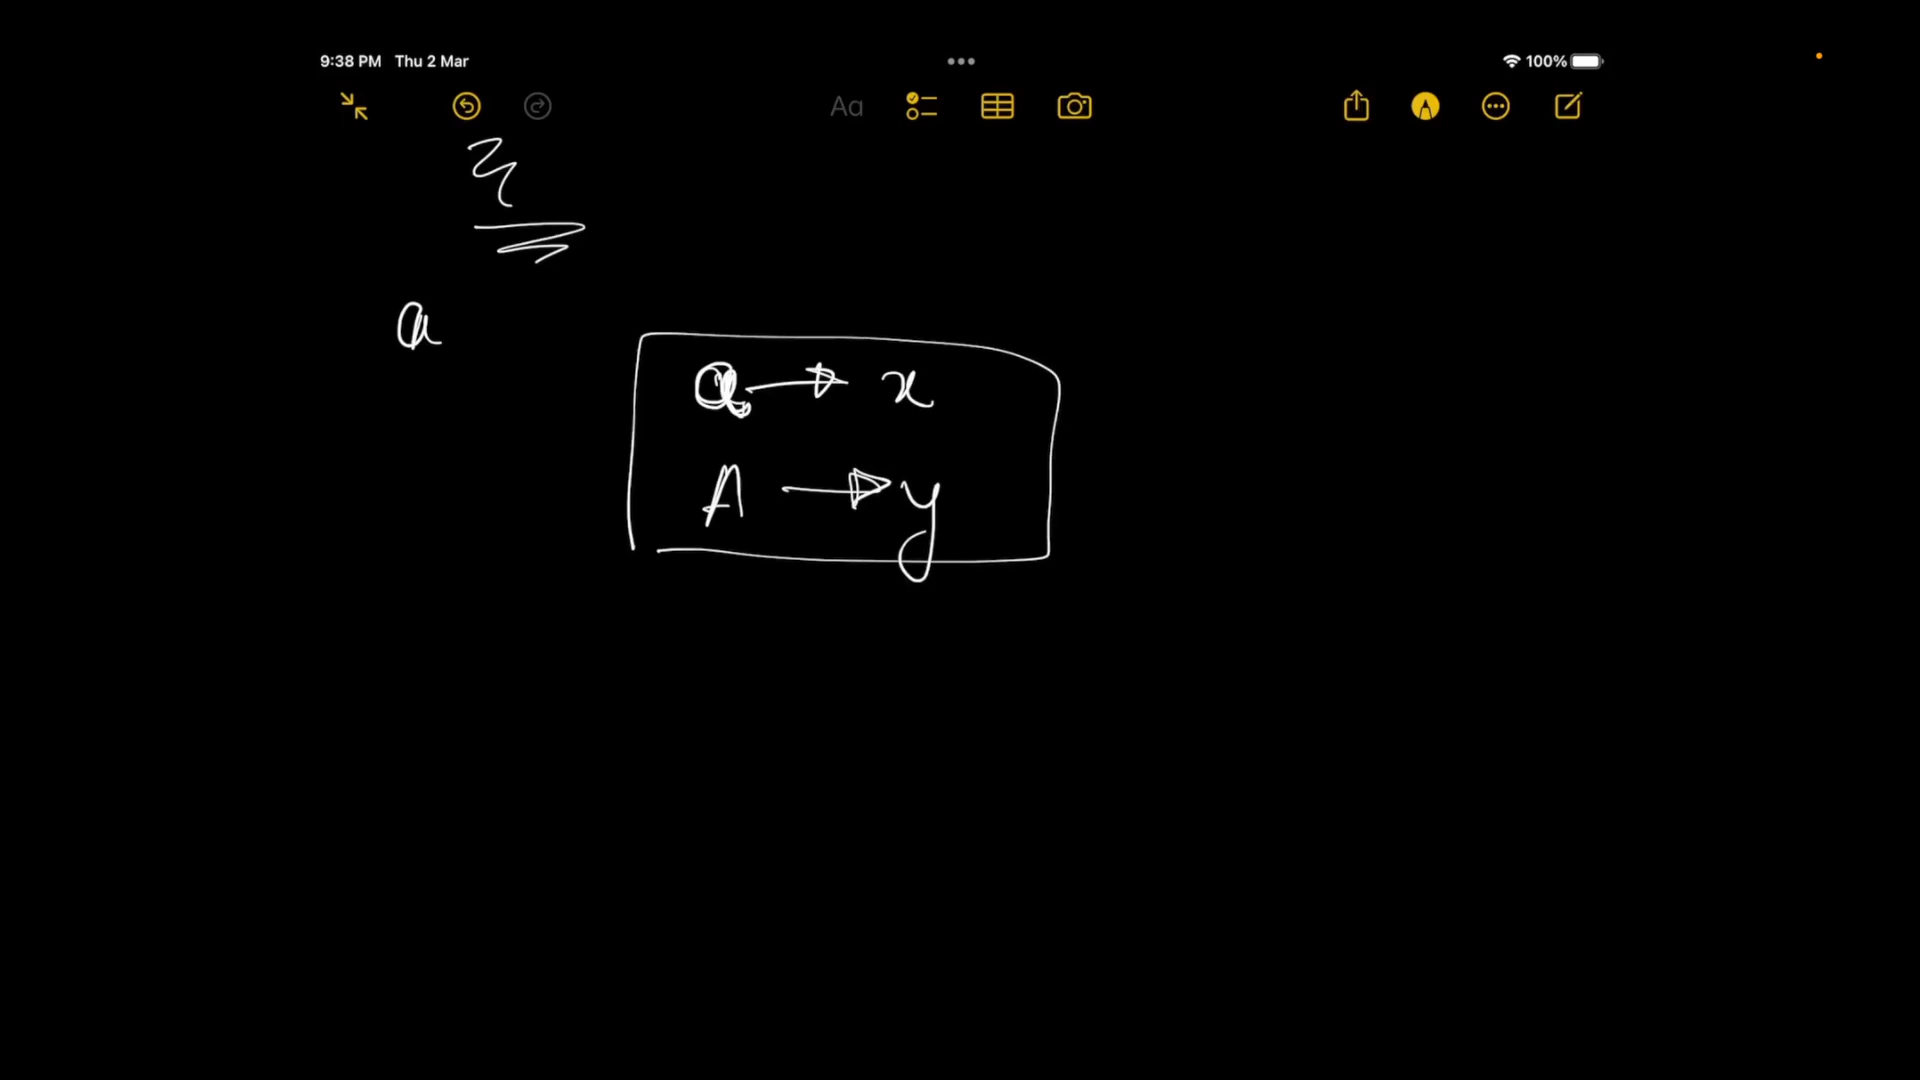 9:38 PM Thu 2 Mar
100%
Aa
a
a → x
A → y